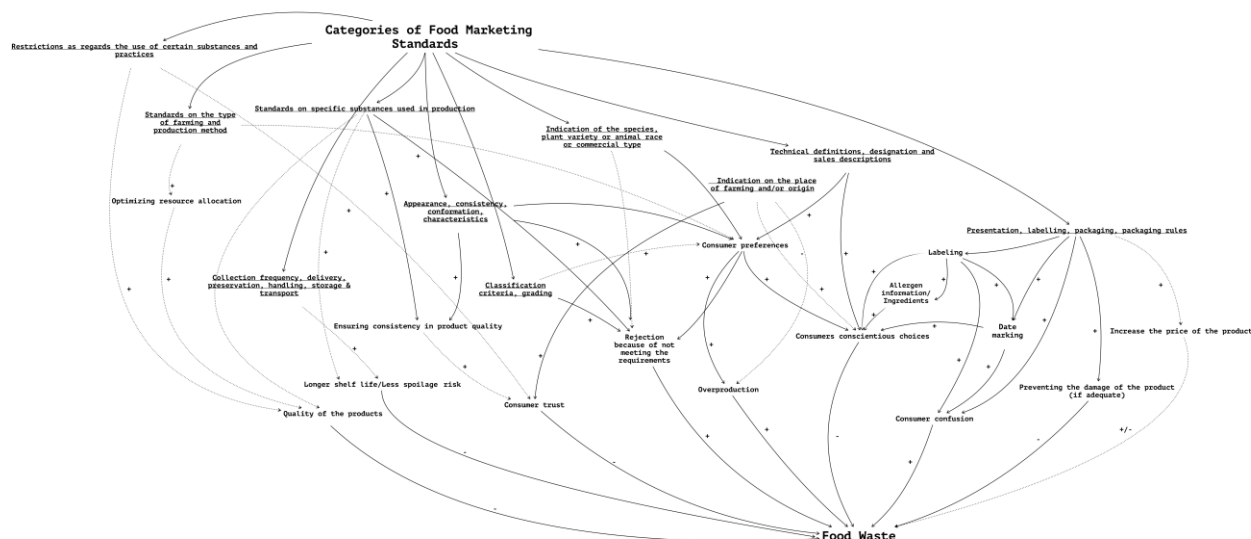 Categories of Food Marketing
Standards
Restrictions as regards the use of certain substances and
practices
Standards on the type
of farming and
production method
Standards on specific substances used in production
Indication of the species,
plant variety or animal race
or commercial type
Technical definitions, designation and
sales descriptions
Indication on the place
of farming and/or origin
Optimizing resource allocation
Appearance, consistency,
conformation,
characteristics
Presentation, labelling, packaging, packaging rules
Consumer preferences
Labeling
Collection frequency, delivery,
preservation, handling, storage &
transport
Classification
criteria, grading
Allergen
information/
Ingredients
Ensuring consistency in product quality
Rejection
because of not
meeting the
requirements
Consumers conscientious choices
Date
marking
Increase the price of the product
Longer shelf life/Less spoilage risk
Overproduction
Preventing the damage of the product
(if adequate)
Quality of the products
Consumer trust
Consumer confusion
+/-
Food Waste